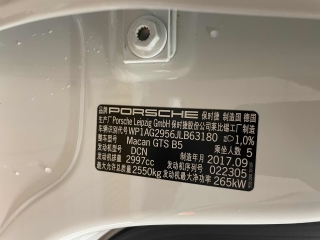 品牌 PORSCHE 保时捷 制造国 德国
生产厂 Porsche Leipzig GmbH 保时捷股份公司莱比锡工厂制造
车辆识别代号 WP1AG2956JLB63180 1,0%
整车型号 Macan GTS B5 乘坐人数 5
发动机型号 DCN 制造年月 2017.09
发动机排量 2997cc 发动机序列号 022305
最大允许总质量 2550kg 发动机最大净功率 265kW